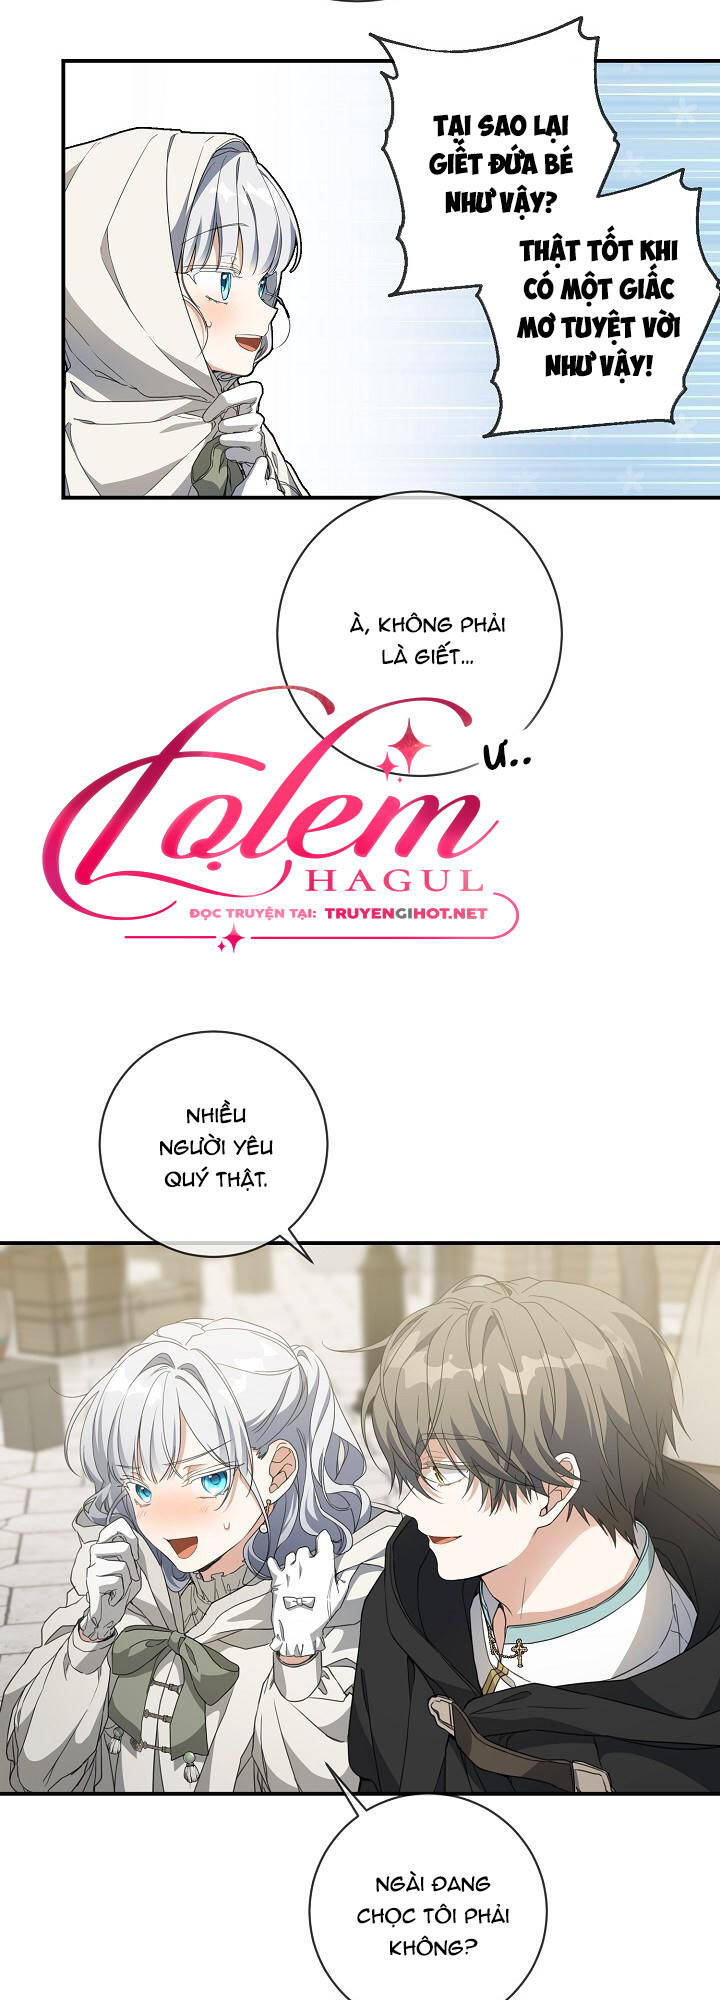 TẠI SAO LẠI
GIẾT ĐỨA BÉ
NHƯ VẬY?
THẬT TỐT KHI
CÓ MỘT GIẤC
MƠ TUYỆT VỜI
NHƯ VẬY!
À, KHÔNG PHẢI
LÀ GIẾT...
Ư..
Lọlem
HAGUL
ĐỌC TRUYỆN TẠI: TRUYENGIHOT.NET
NHIỀU
NGƯỜI YÊU
QUÝ THẬT.
NGÀI ĐANG
CHỌC TÔI PHẢI
KHÔNG?